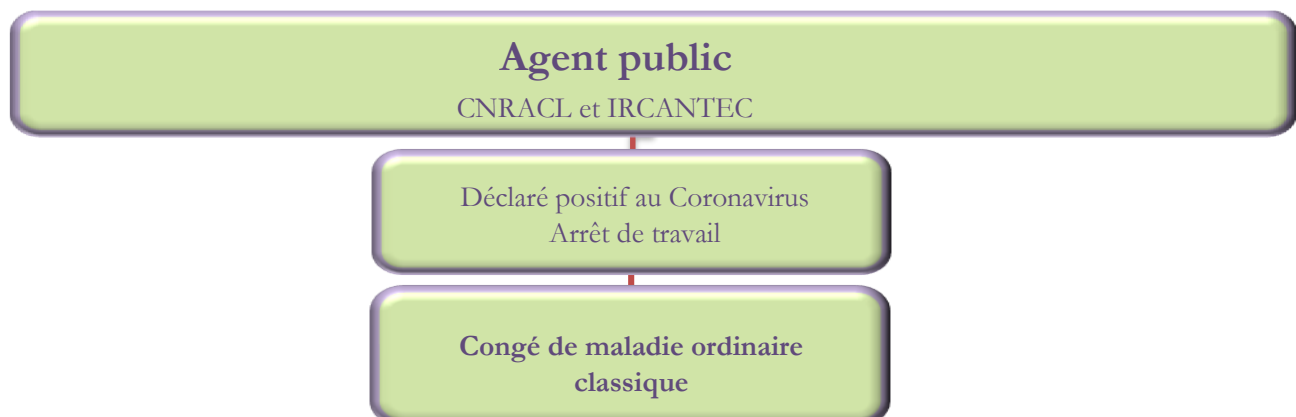 Agent public
CNRACL et IRCANTEC
Déclaré positif au Coronavirus
Arrêt de travail
Congé de maladie ordinaire
classique